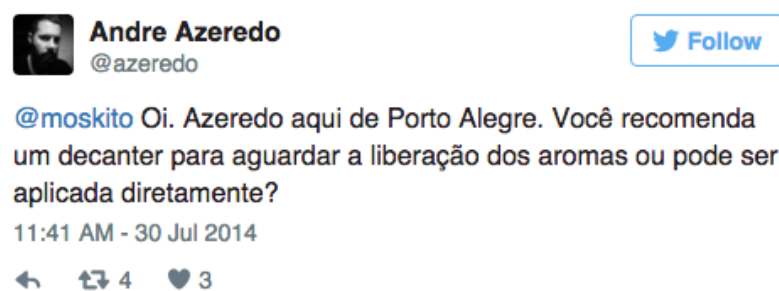 Andre Azeredo
@azeredo
Follow
@moskito Oi. Azeredo aqui de Porto Alegre. Você recomenda
um decanter para aguardar a liberação dos aromas ou pode ser
aplicada diretamente?
11:41 AM - 30 Jul 2014
4 3